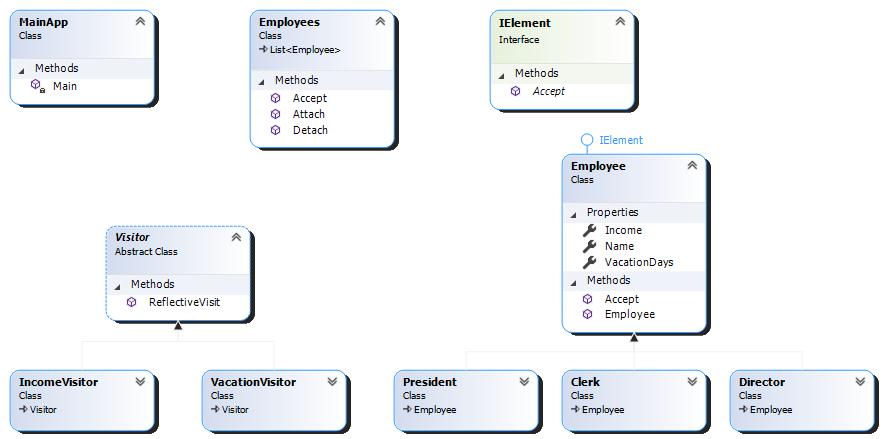 MainApp
Class
Methods
Main
Employees
Class
List<Employee>
Methods
Accept
Attach
Detach
IElement
Interface
Methods
Accept
IElement
Employee
Class
Properties
Income
Name
VacationDays
Methods
Accept
Employee
Visitor
Abstract Class
Methods
ReflectiveVisit
IncomeVisitor
Class
Visitor
VacationVisitor
Class
Visitor
President
Class
Employee
Clerk
Class
Employee
Director
Class
Employee